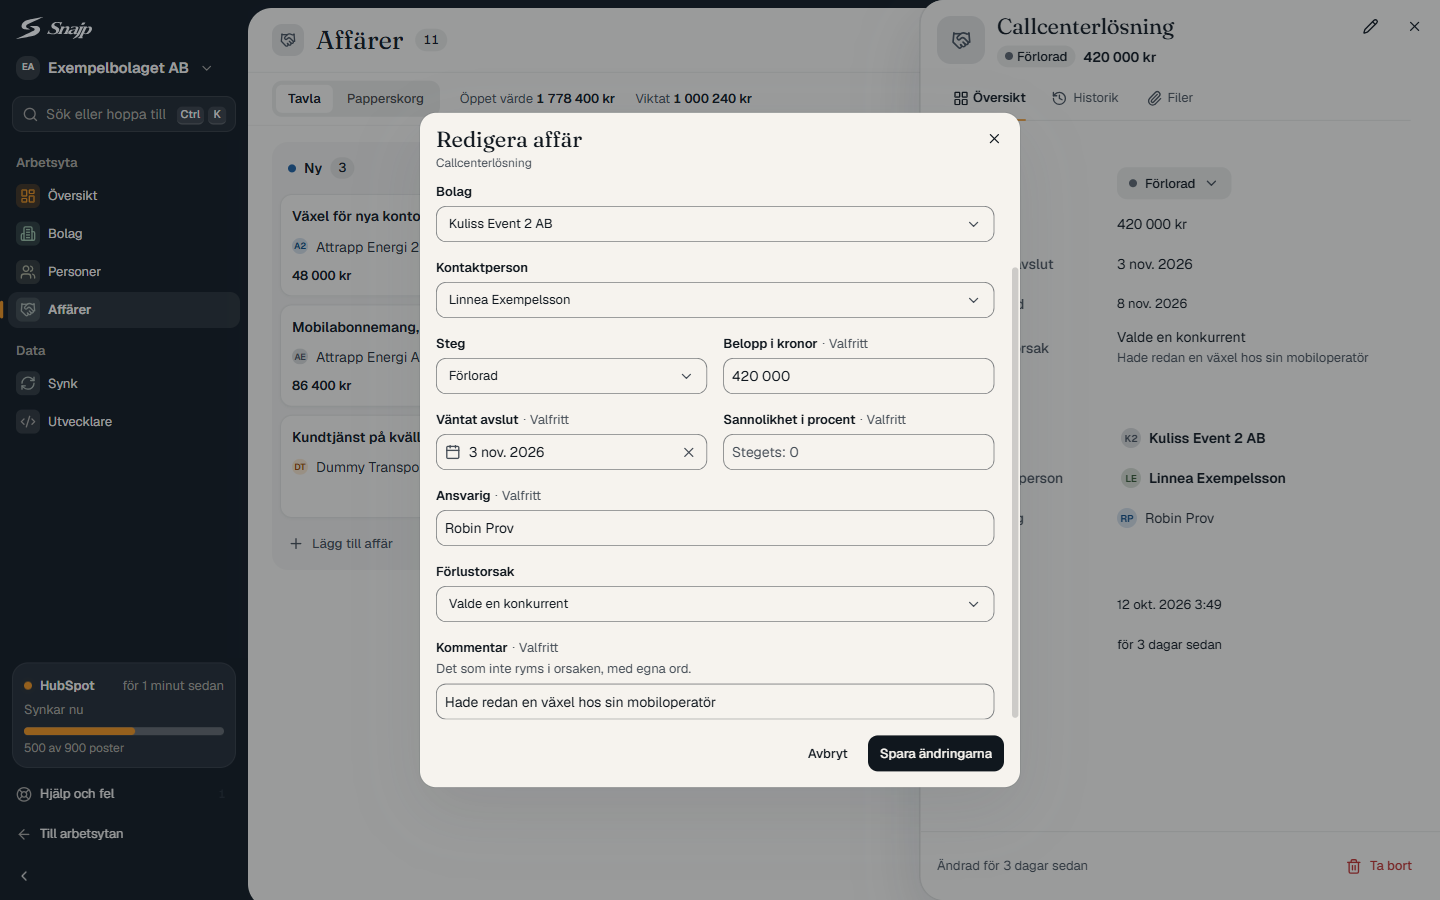 Snajp
EA Exempelbolaget AB
Sök eller hoppa till Ctrl K
Arbetsyta
Översikt
Bolag
Personer
Affärer
Data
Synk
Utvecklare
HubSpot för 1 minut sedan
Synkar nu
500 av 900 poster
Hjälp och fel
Till arbetsytan
Affärer 11
Tavla Papperskorg Öppet värde 1 778 400 kr Viktat 1 000 240 kr
Ny 3
Växel för nya konto
A2 Attrapp Energi 2
48 000 kr
Mobilabonnemang,
AE Attrapp Energi A
86 400 kr
Kundtjänst på kväll
DT Dummy Transpo
Lägg till affär
Redigera affär
Callcenterlösning
Bolag
Kuliss Event 2 AB
Kontaktperson
Linnea Exempelsson
Steg
Förlorad
Belopp i kronor · Valfritt
420 000
Väntat avslut · Valfritt
3 nov. 2026
Sannolikhet i procent · Valfritt
Stegets: 0
Ansvarig · Valfritt
Robin Prov
Förlustorsak
Valde en konkurrent
Kommentar · Valfritt
Det som inte ryms i orsaken, med egna ord.
Hade redan en växel hos sin mobiloperatör
Avbryt Spara ändringarna
Callcenterlösning
Förlorad 420 000 kr
Översikt Historik Filer
Förlorad
420 000 kr
vslut 3 nov. 2026
d 8 nov. 2026
rsak Valde en konkurrent
Hade redan en växel hos sin mobiloperatör
K2 Kuliss Event 2 AB
person LE Linnea Exempelsson
g RP Robin Prov
12 okt. 2026 3:49
för 3 dagar sedan
Ändrad för 3 dagar sedan Ta bort